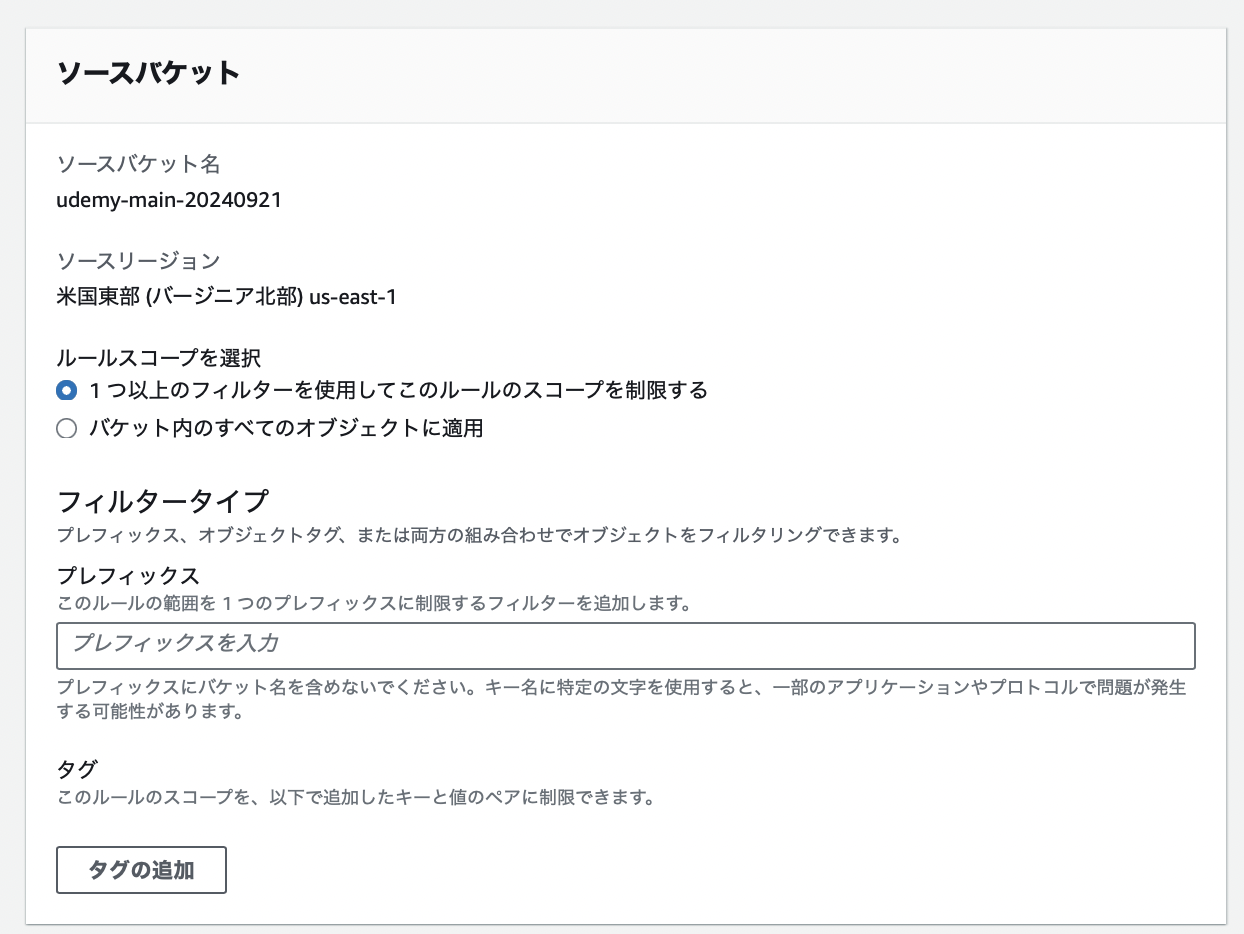 ソースバケット
ソースバケット名
udemy-main-20240921
ソースリージョン
米国東部 (バージニア北部) us-east-1
ルールスコープを選択
1 つ以上のフィルターを使用してこのルールのスコープを制限する
バケット内のすべてのオブジェクトに適用
フィルタータイプ
プレフィックス、オブジェクトタグ、または両方の組み合わせでオブジェクトをフィルタリングできます。
プレフィックス
このルールの範囲を 1 つのプレフィックスに制限するフィルターを追加します。
プレフィックスを入力
プレフィックスにバケット名を含めないでください。キー名に特定の文字を使用すると、一部のアプリケーションやプロトコルで問題が発生
する可能性があります。
タグ
このルールのスコープを、以下で追加したキーと値のペアに制限できます。
タグの追加